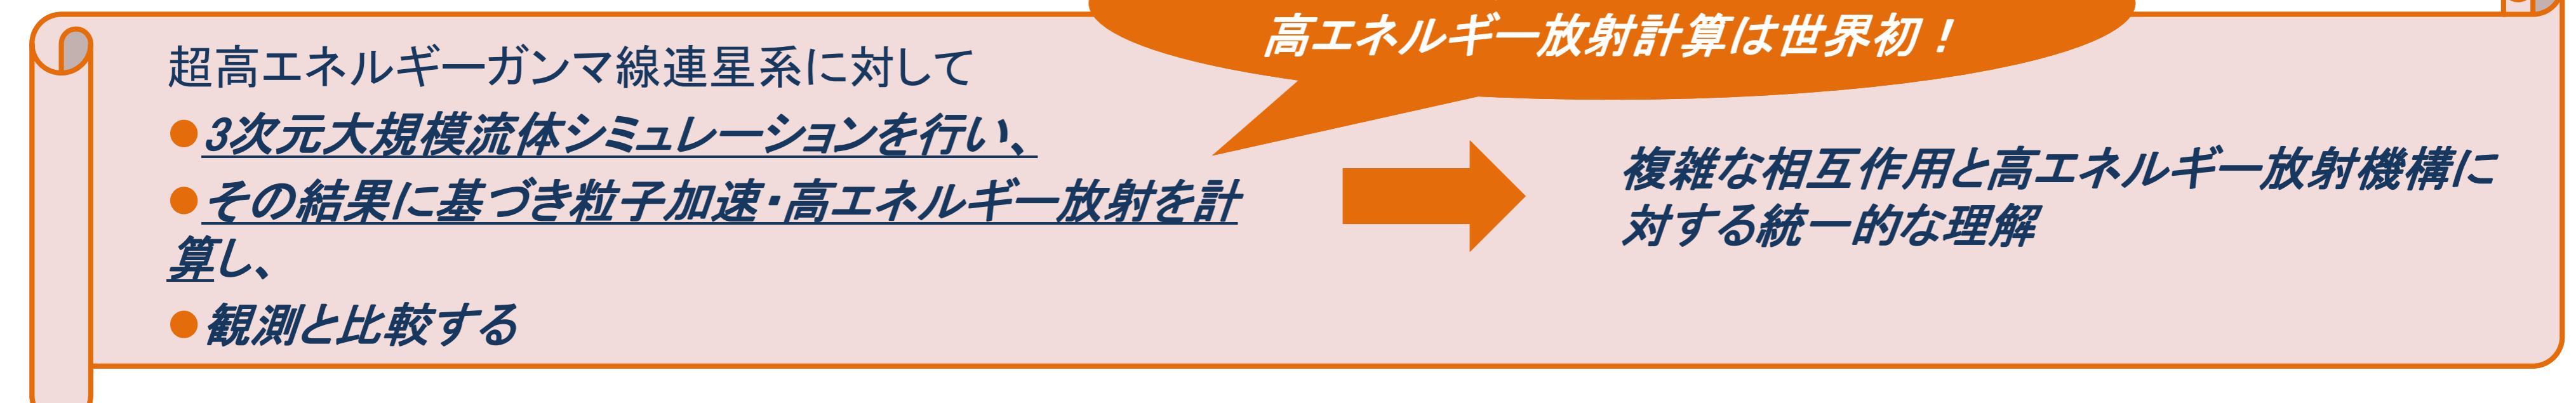 高エネルギー放射計算は世界初！
超高エネルギーガンマ線連星系に対して
●3次元大規模流体シミュレーションを行い、
●その結果に基づき粒子加速・高エネルギー放射を計
算し、
●観測と比較する
複雑な相互作用と高エネルギー放射機構に
対する統一的な理解